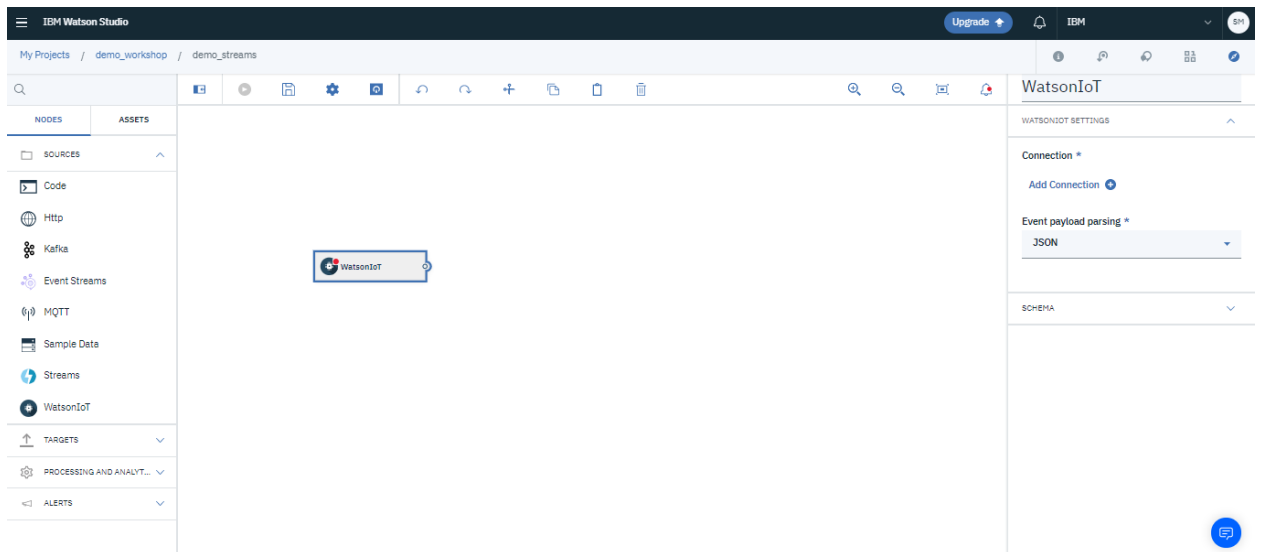 IBM Watson Studio
Upgrade
IBM
SM
My Projects / demo_workshop / demo_streams
NODES
ASSETS
SOURCES
Code
Http
Kafka
Event Streams
MQTT
Sample Data
Streams
WatsonIoT
TARGETS
PROCESSING AND ANALYT...
ALERTS
WatsonIoT
WatsonIoT
WATSONIOT SETTINGS
Connection *
Add Connection
Event payload parsing *
JSON
SCHEMA